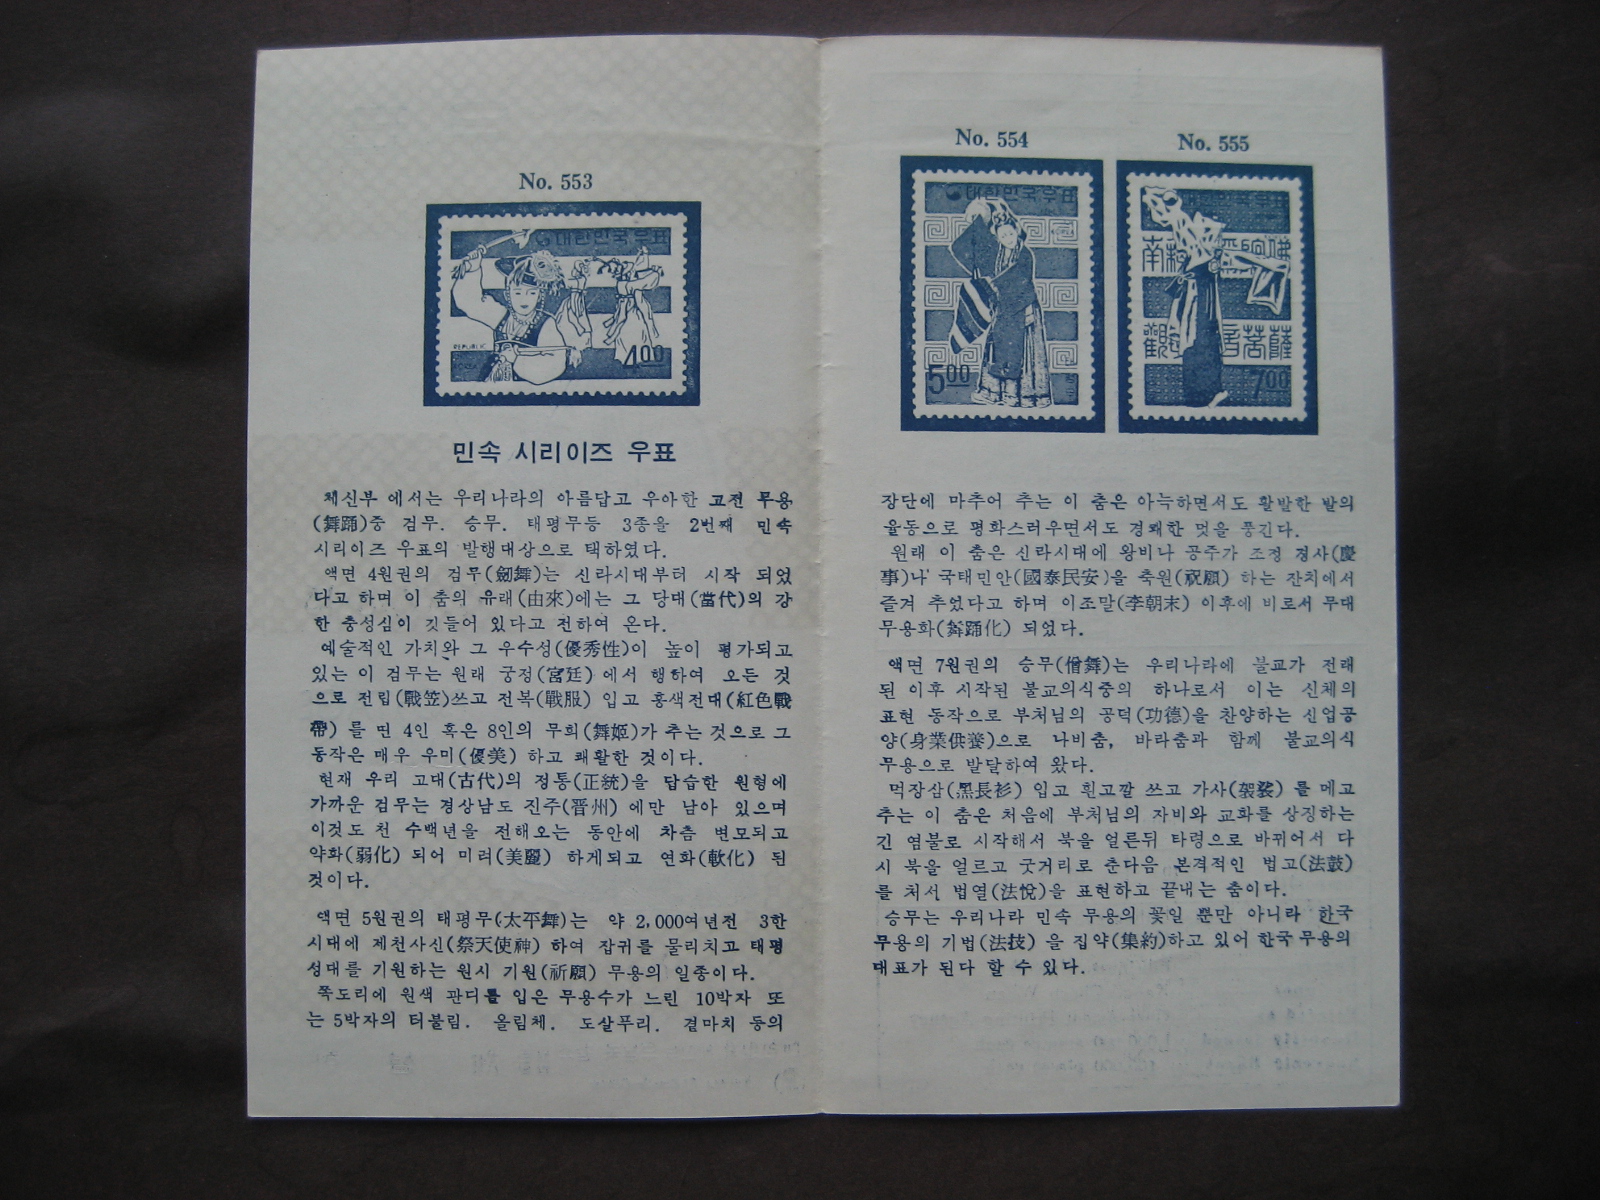 No. 553
대한민국우표
REPUBLIC
KOREA
4.00
민속 시리이즈 우표
체신부 에서는 우리나라의 아름답고 우아한 고전 무용
(舞踊)중 검무. 승무. 태평무등 3종을 2번째 민속
시리이즈 우표의 발행대상으로 택하였다.
액면 4원권의 검무(劒舞)는 신라시대부터 시작 되었
다고 하며 이 춤의 유래(由來)에는 그 당대(當代)의 강
한 충성심이 깃들어 있다고 전하여 온다.
예술적인 가치와 그 우수성(優秀性)이 높이 평가되고
있는 이 검무는 원래 궁정(宮廷) 에서 행하여 오든 것
으로 전립(戰笠)쓰고 전복(戰服) 입고 홍색전대(紅色戰
帶) 를 띤 4인 혹은 8인의 무희(舞姬)가 추는 것으로 그
동작은 매우 우미(優美) 하고 쾌활한 것이다.
현재 우리 고대(古代)의 정통(正統)을 답습한 원형에
가까운 검무는 경상남도 진주(晋州) 에만 남아 있으며
이것도 천 수백년을 전해오는 동안에 차츰 변모되고
약화(弱化) 되어 미려(美麗) 하게되고 연화(軟化) 된
것이다.
액면 5원권의 태평무(太平舞)는 약 2,000여년전 3한
시대에 제천사신(祭天使神) 하여 잡귀를 물리치고 태평
성대를 기원하는 원시 기원(祈願) 무용의 일종이다.
쪽도리에 원색 관디를 입은 무용수가 느린 10박자 또
는 5박자의 터불림. 올림체. 도살푸리. 곁마치 등의
No. 554
대한민국우표
KOREA
5.00
No. 555
대한민국우표
南 佛
觀 音菩薩
7.00
장단에 마추어 추는 이 춤은 아늑하면서도 활발한 발의
율동으로 평화스러우면서도 경쾌한 멋을 풍긴다.
원래 이 춤은 신라시대에 왕비나 공주가 조정 경사(慶
事)나 국태민안(國泰民安)을 축원(祝願) 하는 잔치에서
즐겨 추었다고 하며 이조말(李朝末) 이후에 비로서 무대
무용화(舞踊化) 되었다.
액면 7원권의 승무(僧舞)는 우리나라에 불교가 전래
된 이후 시작된 불교의식중의 하나로서 이는 신체의
표현 동작으로 부처님의 공덕(功德)을 찬양하는 신업공
양(身業供養)으로 나비춤, 바라춤과 함께 불교의식
무용으로 발달하여 왔다.
먹장삼(黑長衫) 입고 흰고깔 쓰고 가사(袈裟) 를 메고
추는 이 춤은 처음에 부처님의 자비와 교화를 상징하는
긴 염불로 시작해서 북을 얼른뒤 타령으로 바뀌어서 다
시 북을 얼르고 굿거리로 춘다음 본격적인 법고(法鼓)
를 처서 법열(法悅)을 표현하고 끝내는 춤이다.
승무는 우리나라 민속 무용의 꽃일 뿐만 아니라 한국
무용의 기법(法技) 을 집약(集約)하고 있어 한국 무용의
대표가 된다 할 수 있다.